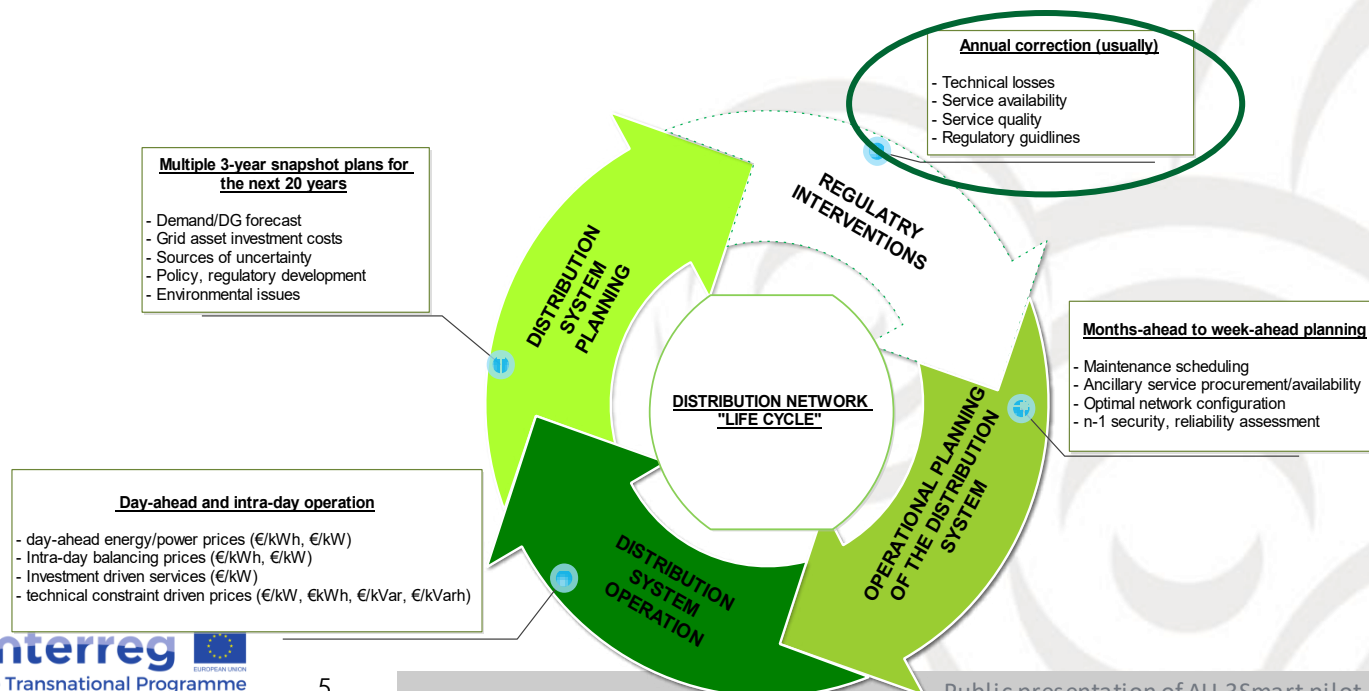 Annual correction (usually)
- Technical losses
- Service availability
- Service quality
- Regulatory guidlines
Multiple 3-year snapshot plans for
the next 20 years
- Demand/DG forecast
- Grid asset investment costs
- Sources of uncertainty
- Policy, regulatory development
- Environmental issues
REGULATRY
INTERVENTIONS
DISTRIBUTION
SYSTEM
PLANNING
Months-ahead to week-ahead planning
- Maintenance scheduling
- Ancillary service procurement/availability
- Optimal network configuration
- n-1 security, reliability assessment
DISTRIBUTION NETWORK
"LIFE CYCLE"
OPERATIONAL PLANNING
OF THE DISTRIBUTION
SYSTEM
Day-ahead and intra-day operation
- day-ahead energy/power prices (€/kWh, €/kW)
- Intra-day balancing prices (€/kWh, €/kW)
- Investment driven services (€/kW)
- technical constraint driven prices (€/kW, €kWh, €/kVar, €/kVarh)
DISTRIBUTION
SYSTEM
OPERATION
nterreg
EUROPEAN UNION
Transnational Programme
5
Public presentation of ALL 3Smart pilot